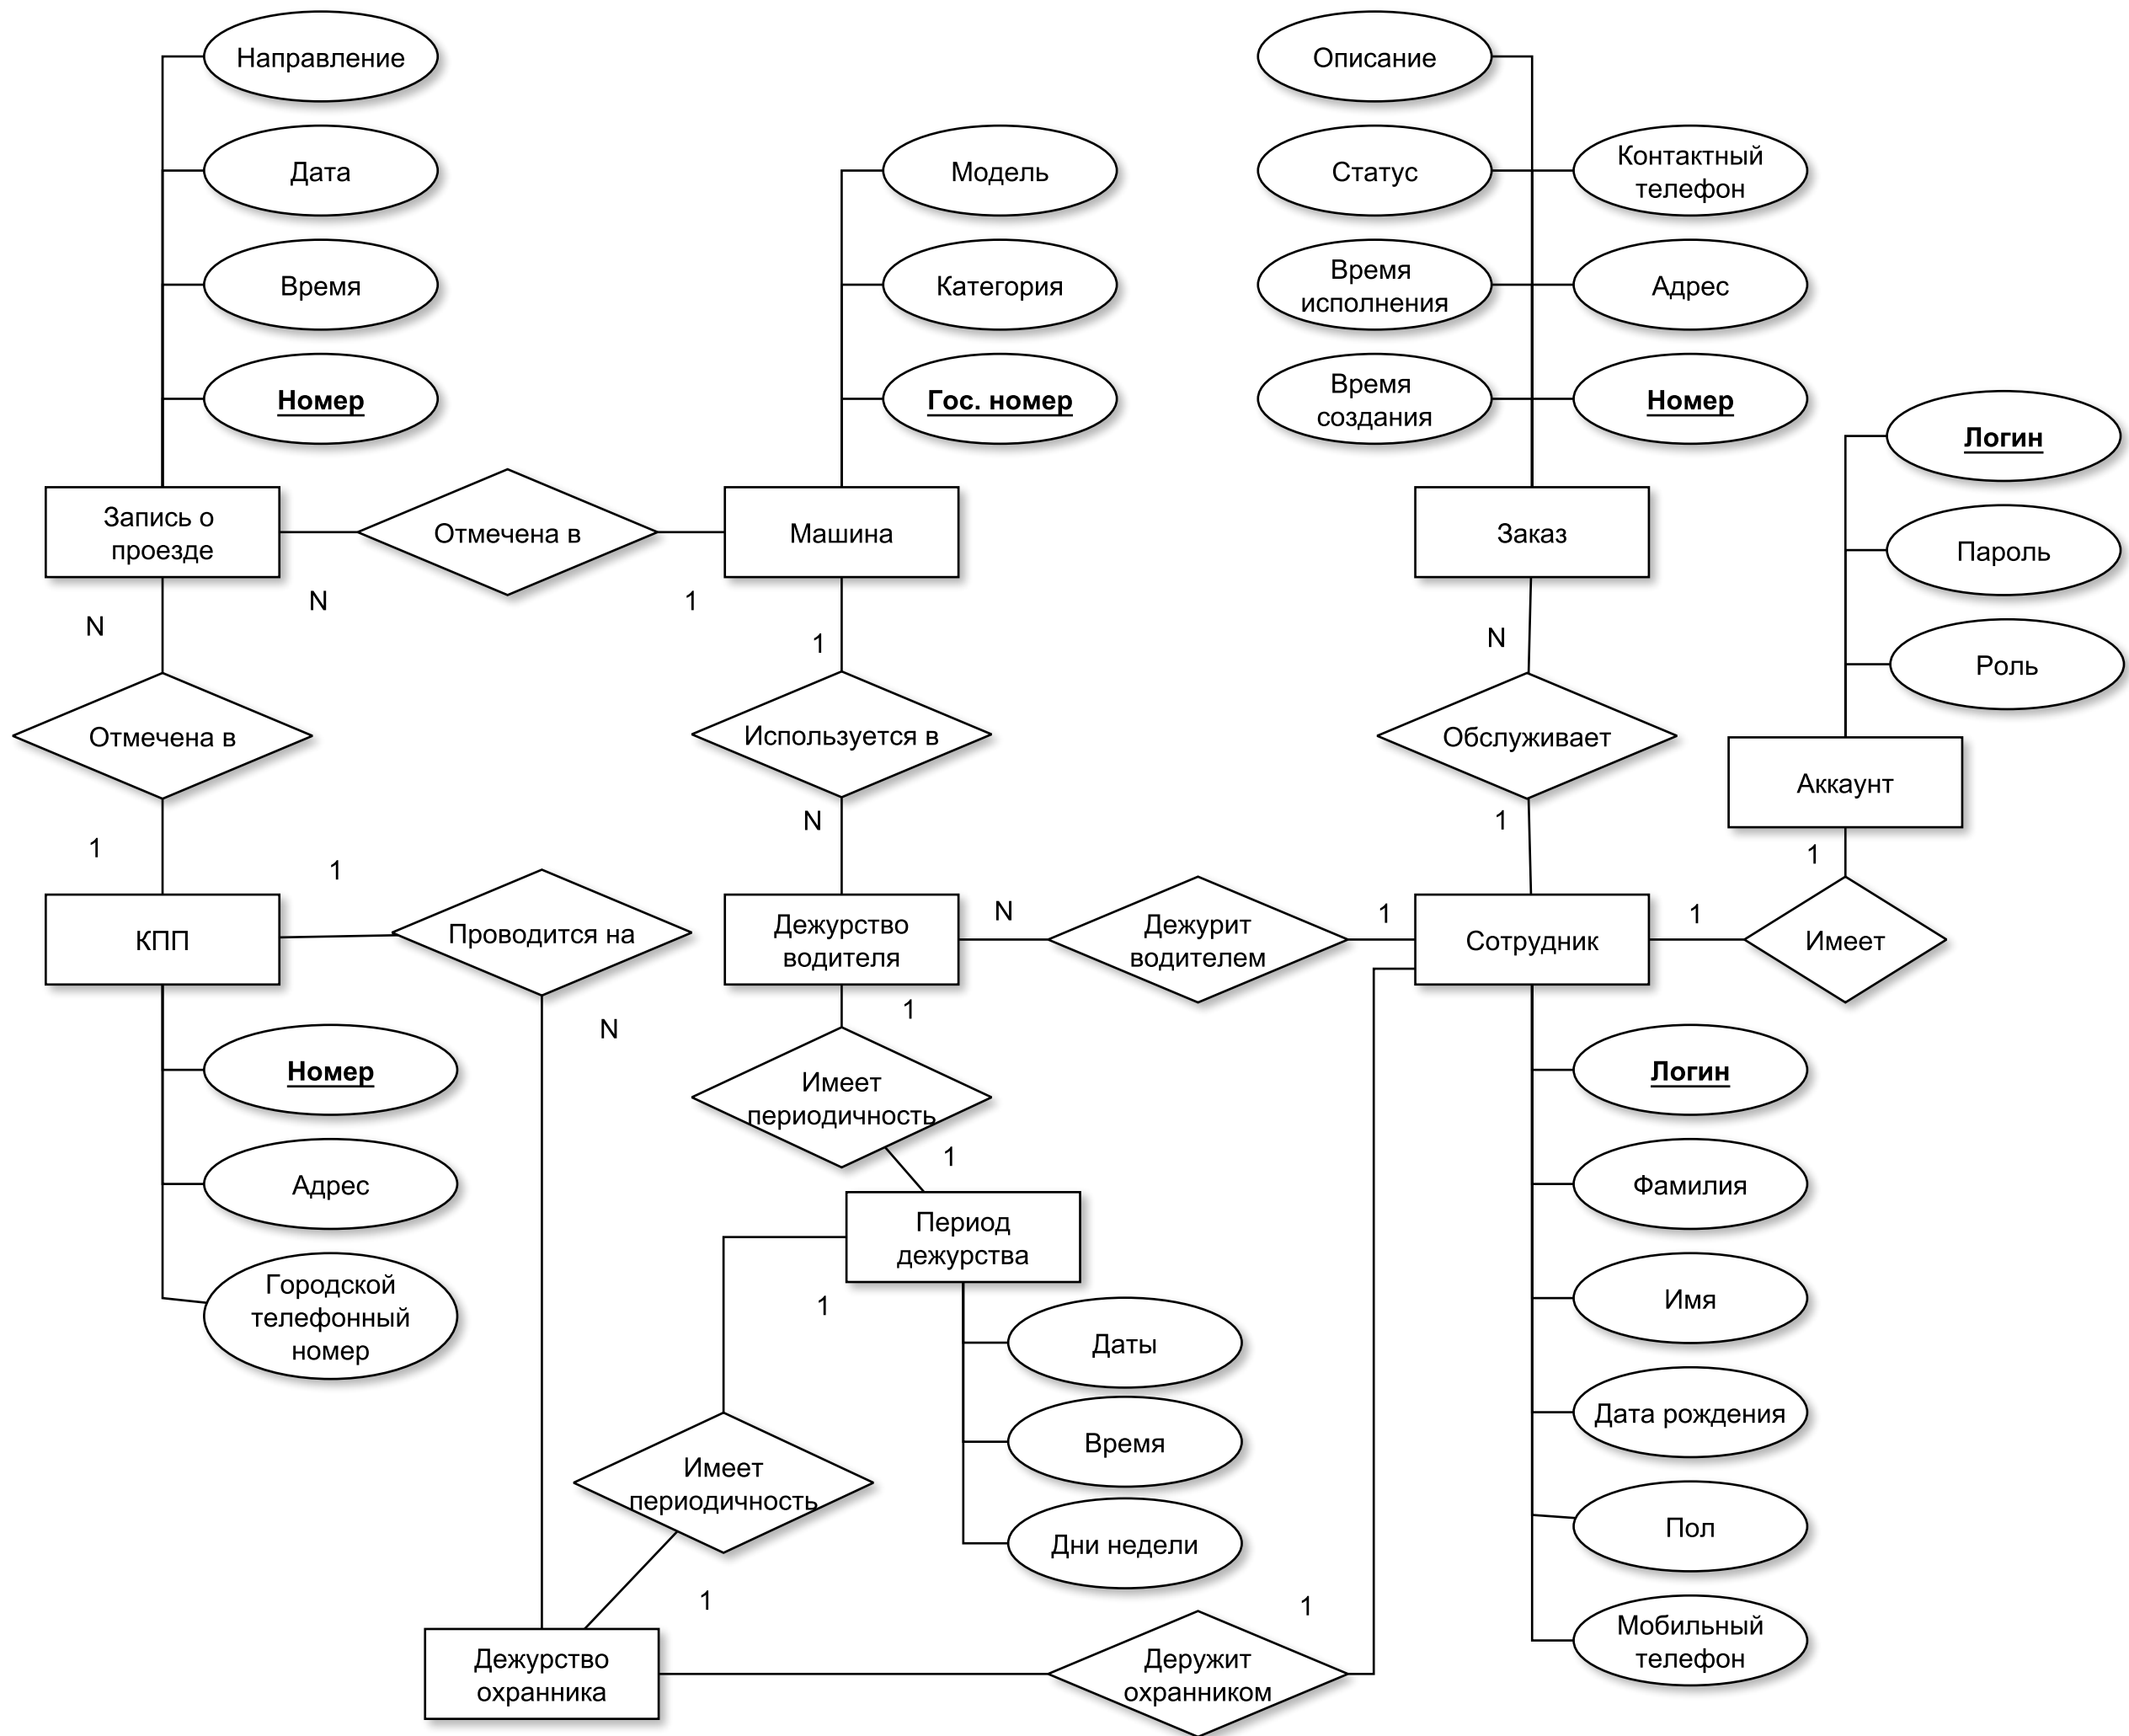 Направление
Описание
Дата
Модель
Статус
Контактный
телефон
Время
Категория
Время
исполнения
Адрес
Номер
Гос. номер
Время
создания
Номер
Логин
Запись о
проезде
Отмечена в
Машина
Заказ
Пароль
N
1
N
1
N
Роль
Отмечена в
Используется в
Обслуживает
Аккаунт
1
N
1
1
1
КПП
Проводится на
Дежурство
водителя
N
Дежурит
водителем
1
Сотрудник
1
Имеет
N
1
Номер
Имеет
периодичность
Логин
1
Адрес
Период
дежурства
Фамилия
Городской
телефонный
номер
1
Даты
Имя
Время
Дата рождения
Имеет
периодичность
Дни недели
Пол
1
1
Дежурство
охранника
Деружит
охранником
Мобильный
телефон